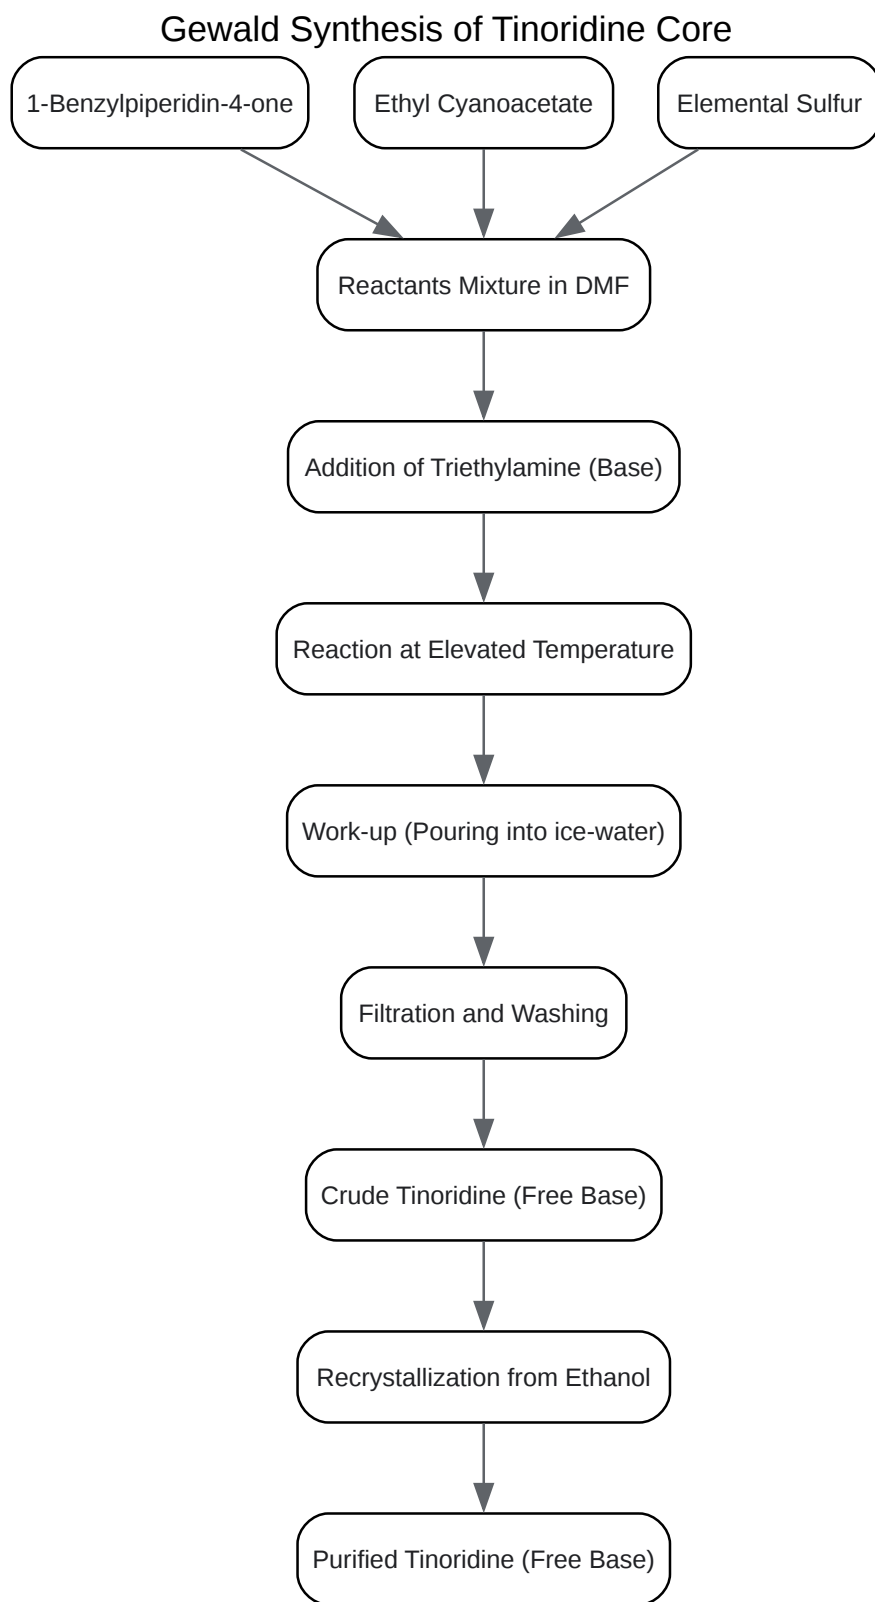 Gewald Synthesis of Tinoridine Core
1-Benzylpiperidin-4-one
Ethyl Cyanoacetate
Elemental Sulfur
Reactants Mixture in DMF
Addition of Triethylamine (Base)
Reaction at Elevated Temperature
Work-up (Pouring into ice-water)
Filtration and Washing
Crude Tinoridine (Free Base)
Recrystallization from Ethanol
Purified Tinoridine (Free Base)